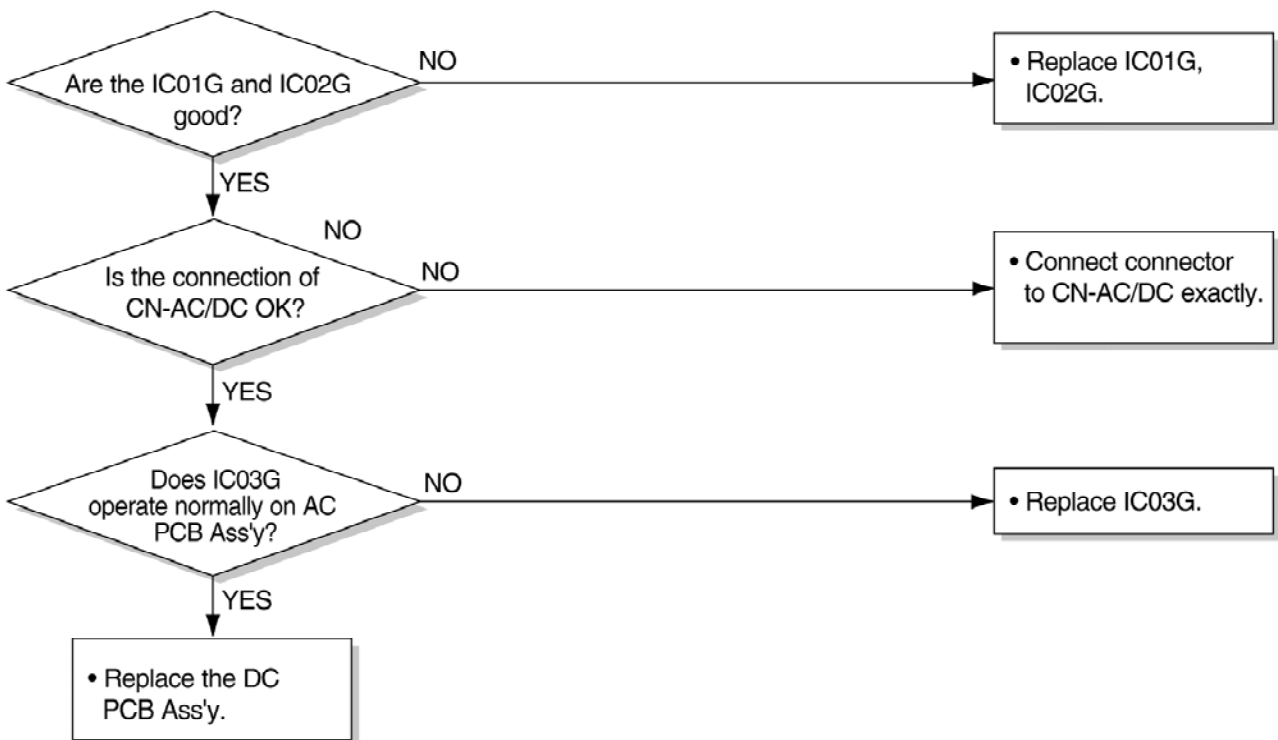 Are the IC01G and IC02G
good?
NO
• Replace IC01G,
IC02G.
YES
NO
Is the connection of
CN-AC/DC OK?
NO
• Connect connector
to CN-AC/DC exactly.
YES
Does IC03G
operate normally on AC
PCB Ass'y?
NO
• Replace IC03G.
YES
• Replace the DC
PCB Ass'y.